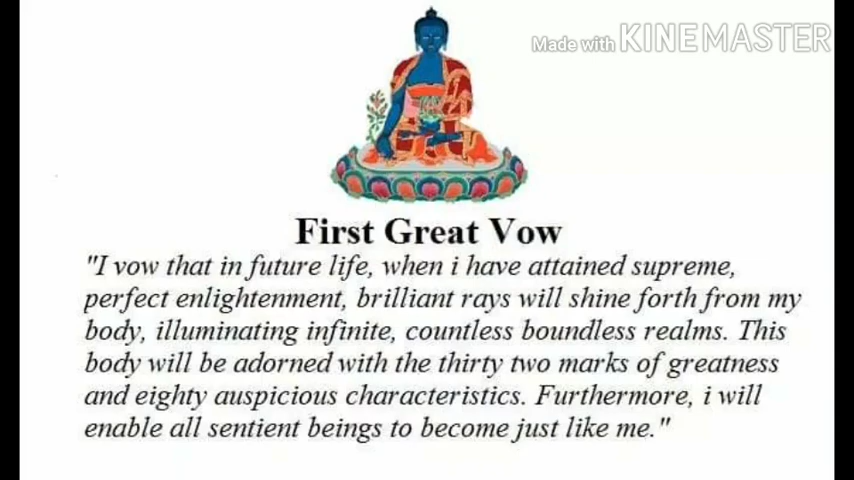 Made with KINEMASTER
First Great Vow
"I vow that in future life, when i have attained supreme,
perfect enlightenment, brilliant rays will shine forth from my
body, illuminating infinite, countless boundless realms. This
body will be adorned with the thirty two marks of greatness
and eighty auspicious characteristics. Furthermore, i will
enable all sentient beings to become just like me."